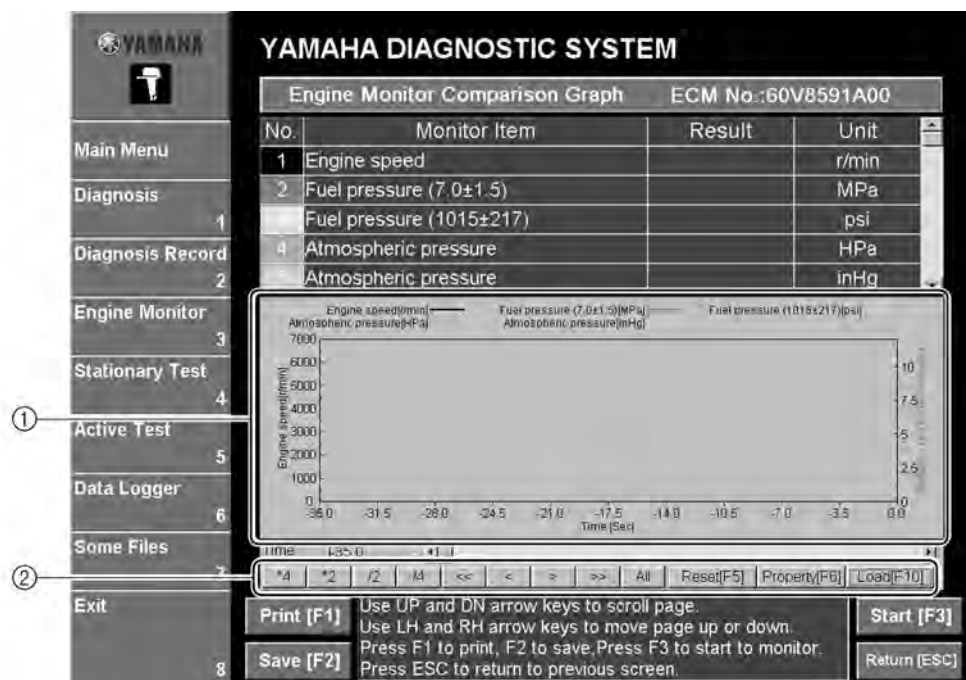 YAMAHA
YAMAHA DIAGNOSTIC SYSTEM
Engine Monitor Comparison Graph ECM No.:60V8591A00
No. Monitor Item Result Unit
1 Engine speed r/min
2 Fuel pressure (7.0±1.5) MPa
Fuel pressure (1015±217) psi
4 Atmospheric pressure HPa
Atmospheric pressure inHg
Main Menu
Diagnosis
1
Diagnosis Record
2
Engine Monitor
3
Stationary Test
4
Active Test
5
Data Logger
6
Some Files
7
Exit
8
①
Engine speed[r/min] Fuel pressure (7.0±1.5)[MPa] Fuel pressure (1015±217)[psi]
Atmospheric pressure[HPa] Atmospheric pressure[inHg]
7000
6000
5000
4000
3000
2000
1000
0
Engine speed[r/min]
10
7.5
5
2.5
0
-35.0 -31.5 -28.0 -24.5 -21.0 -17.5 -14.0 -10.5 -7.0 -3.5 0.0
Time [Sec]
Time -35.0
②
*4 *2 /2 /4 << < > >> All Reset[F5] Property[F6] Load[F10]
Print [F1]
Save [F2]
Use UP and DN arrow keys to scroll page.
Use LH and RH arrow keys to move page up or down.
Press F1 to print, F2 to save,Press F3 to start to monitor.
Press ESC to return to previous screen.
Start [F3]
Return [ESC]